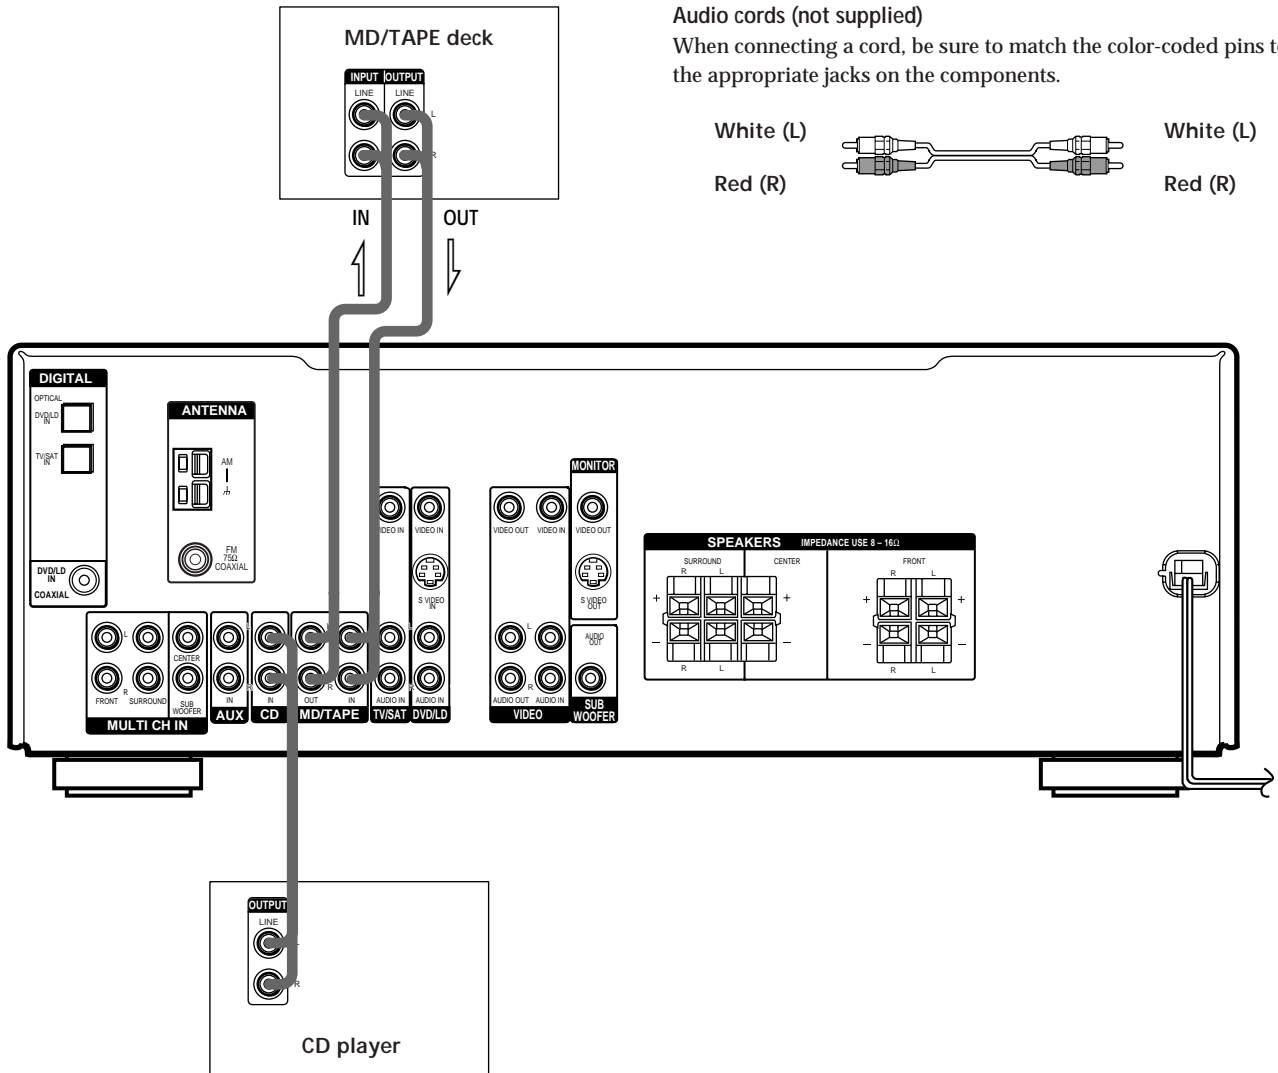 Audio cords (not supplied)
When connecting a cord, be sure to match the color-coded pins to
the appropriate jacks on the components.
White (L)
White (L)
Red (R)
Red (R)
MD/TAPE deck
INPUT OUTPUT
LINE LINE
L
R
IN OUT
DIGITAL
OPTICAL
DVD/LD
IN
TV/SAT
IN
DVD/LD
IN
COAXIAL
ANTENNA
AM
FM
75Ω
COAXIAL
MONITOR
VIDEO IN VIDEO IN VIDEO OUT VIDEO IN VIDEO OUT
S VIDEO
IN
S VIDEO
OUT
AUDIO
OUT
SPEAKERS IMPEDANCE USE 8 – 16Ω
SURROUND CENTER FRONT
R L R L
+ + + +
– – – –
R L R L
L
CENTER
R
FRONT SURROUND SUB
WOOFER
MULTI CH IN
L
R
IN IN OUT IN AUDIO IN AUDIO IN
L
R
AUX CD MD/TAPE TV/SAT DVD/LD
L
R
L
R
AUDIO OUT AUDIO IN
VIDEO
SUB
WOOFER
OUTPUT
LINE
L
R
CD player